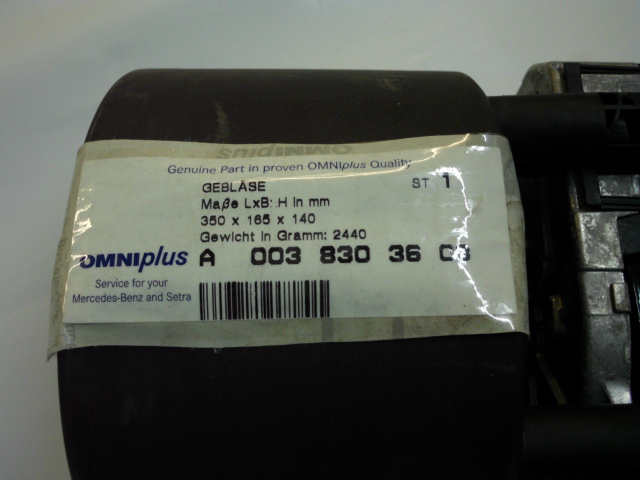 Genuine Part in proven OMNIplus Quality
GEBLÄSE ST 1
Maße LxB: H in mm
350 x 165 x 140
Gewicht in Gramm: 2440
OMNIplus A 003 830 36
Service for your
Mercedes-Benz and Setra
OMNIplus